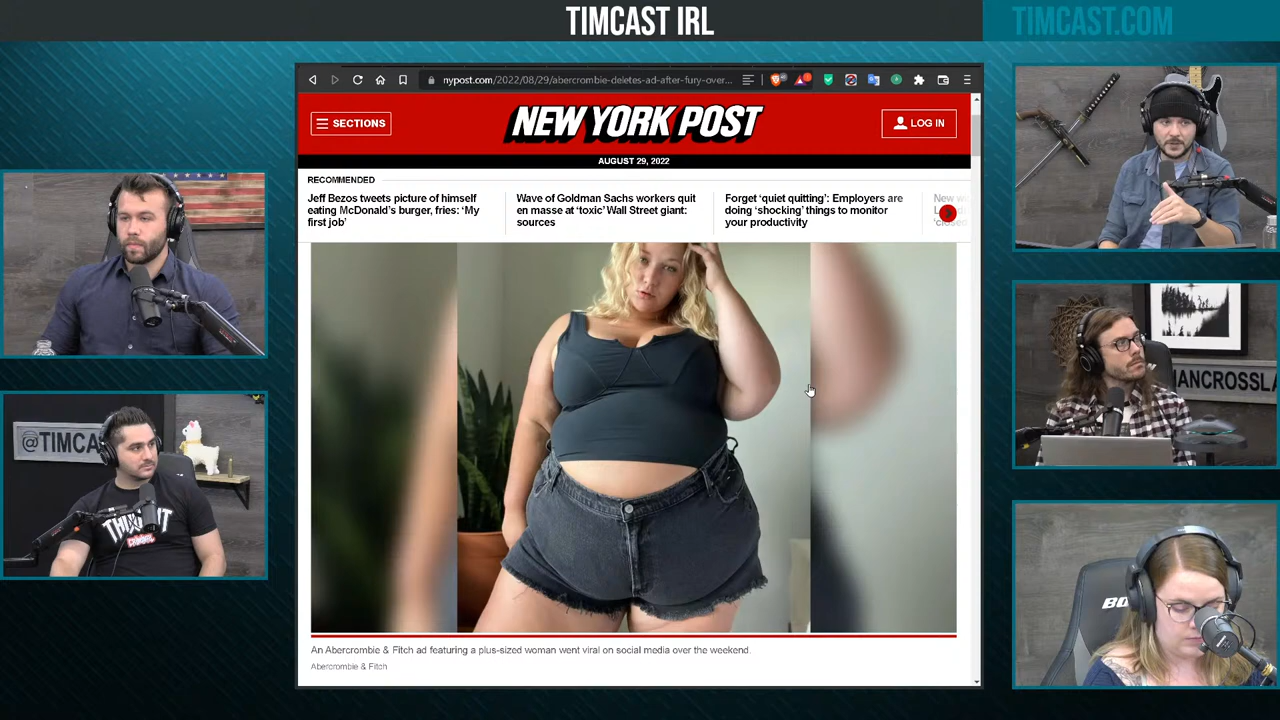 TIMCAST IRL
TIMCAST.COM
nypost.com/2022/08/29/abercrombie-deletes-ad-after-fury-over...
SECTIONS
NEW YORK POST
LOG IN
AUGUST 29, 2022
RECOMMENDED
Jeff Bezos tweets picture of himself
eating McDonald's burger, fries: 'My
first job'
Wave of Goldman Sachs workers quit
en masse at 'toxic' Wall Street giant:
sources
Forget 'quiet quitting': Employers are
doing 'shocking' things to monitor
your productivity
An Abercrombie & Fitch ad featuring a plus-sized woman went viral on social media over the weekend.
Abercrombie & Fitch
@TIMCA
IANCROSSLA
BO